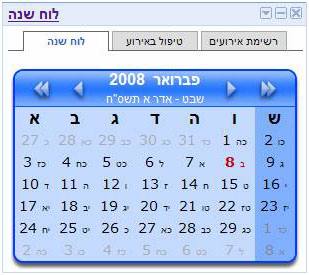 לוח שנה
רשימת אירועים טיפול באירוע לוח שנה
פברואר 2008
שבט - אדר א תשס"ח
ש ו ה ד ג ב א
כו 2 כה 1 כד 31 כג 30 כב 29 כא 28 כ 27
ג 9 ב 8 א 7 ל 6 כט 5 כח 4 כז 3
י 16 ט 15 ח 14 ז 13 ו 12 ה 11 ד 10
יז 23 טז 22 טו 21 יד 20 יג 19 יב 18 יא 17
כד 1 כג 29 כב 28 כא 27 כ 26 יט 25 יח 24
א 8 ל 7 כט 6 כח 5 כז 4 כו 3 כה 2